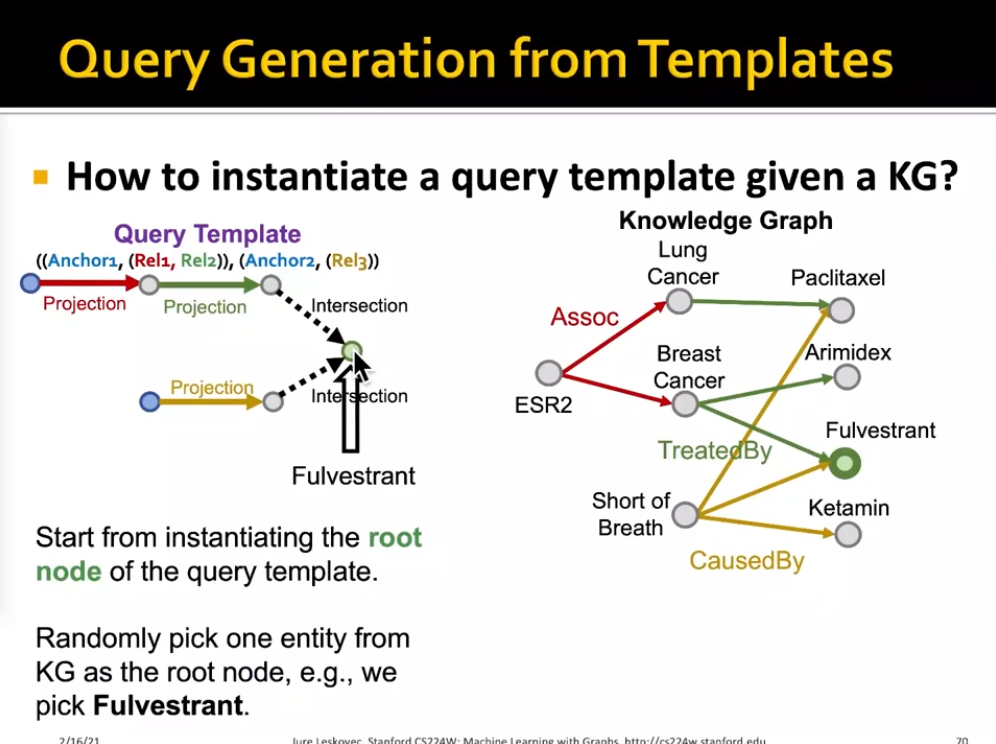 Query Generation from Templates
How to instantiate a query template given a KG?
Query Template
((Anchor1, (Rel1, Rel2)), (Anchor2, (Rel3))
Projection
Projection
Intersection
Projection
Intersection
Fulvestrant
Start from instantiating the root
node of the query template.
Randomly pick one entity from
KG as the root node, e.g., we
pick Fulvestrant.
Knowledge Graph
Lung
Cancer
Paclitaxel
Assoc
Breast
Cancer
Arimidex
ESR2
Fulvestrant
TreatedBy
Short of
Breath
Ketamin
CausedBy
2/16/21
Jure Leskovec, Stanford CS224W: Machine Learning with Graphs, http://cs224w.stanford.edu
70